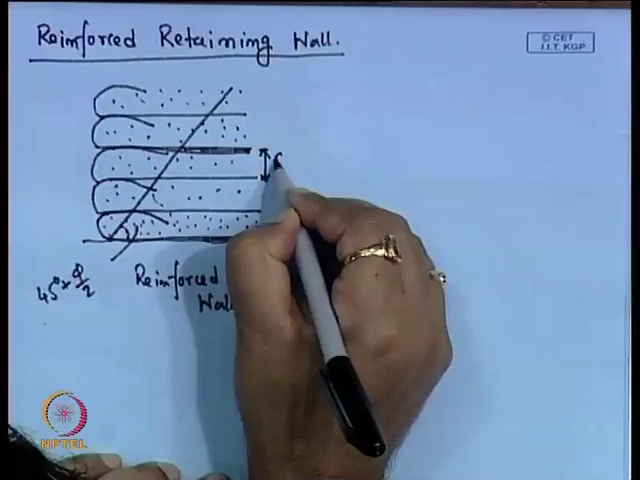 Reinforced Retaining Wall.
© CET
I.I.T. KGP
45° + φ/2
Reinforced
Wall
NPTEL